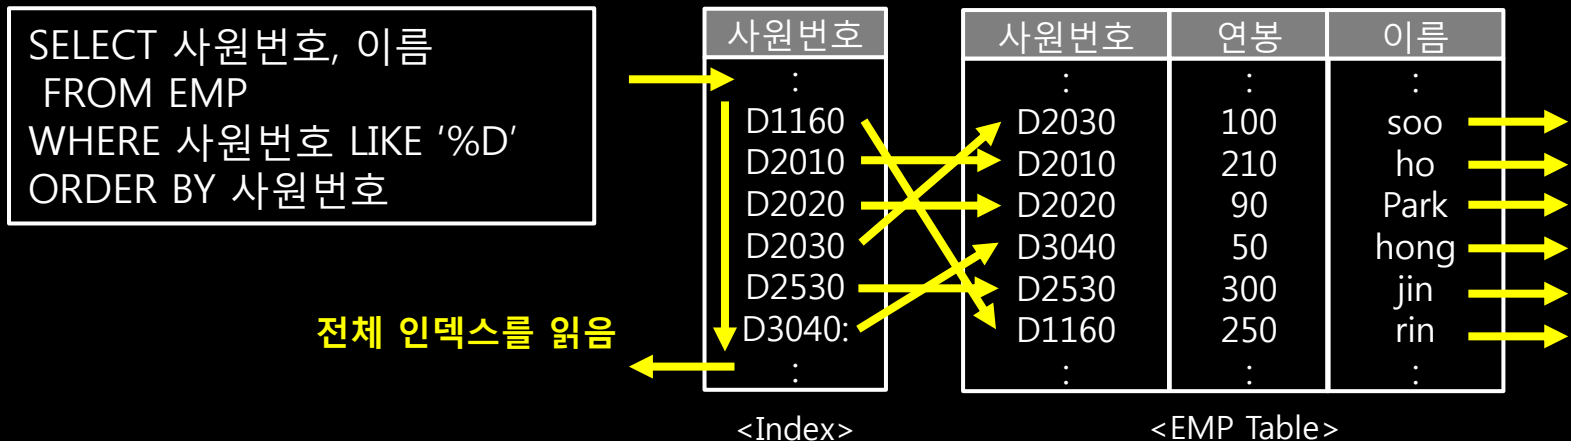 SELECT 사원번호, 이름
FROM EMP
WHERE 사원번호 LIKE ‘%D’
ORDER BY 사원번호
전체 인덱스를 읽음
사원번호
:
D1160
D2010
D2020
D2030
D2530
D3040:
:
<Index>
사원번호 연봉 이름
: : :
D2030 100 soo
D2010 210 ho
D2020 90 Park
D3040 50 hong
D2530 300 jin
D1160 250 rin
: : :
<EMP Table>